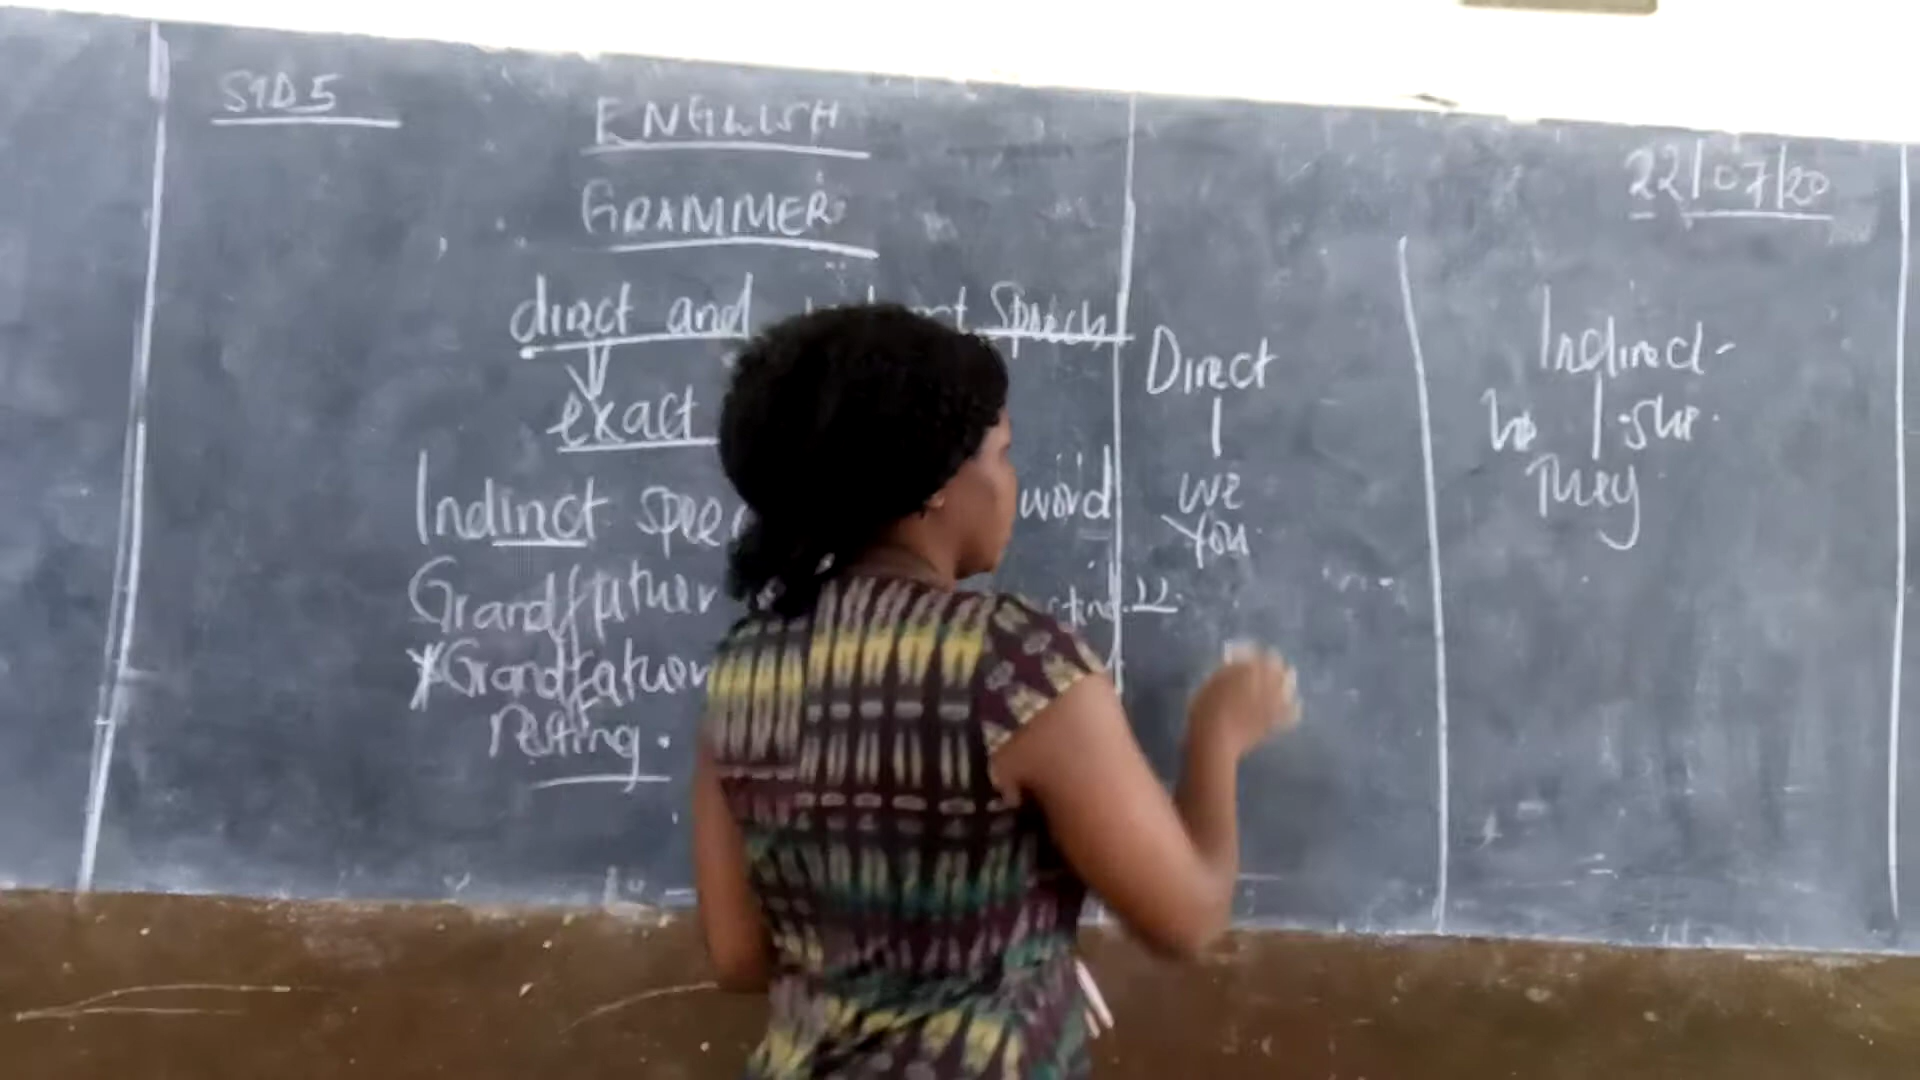 STD 5
ENGLISH
GRAMMER
22/07/20
direct and Speech
exact
Indirect speech word
Grandfather
*Grandfather
resting.
Direct
I
we
You
Indirect
he / she
They